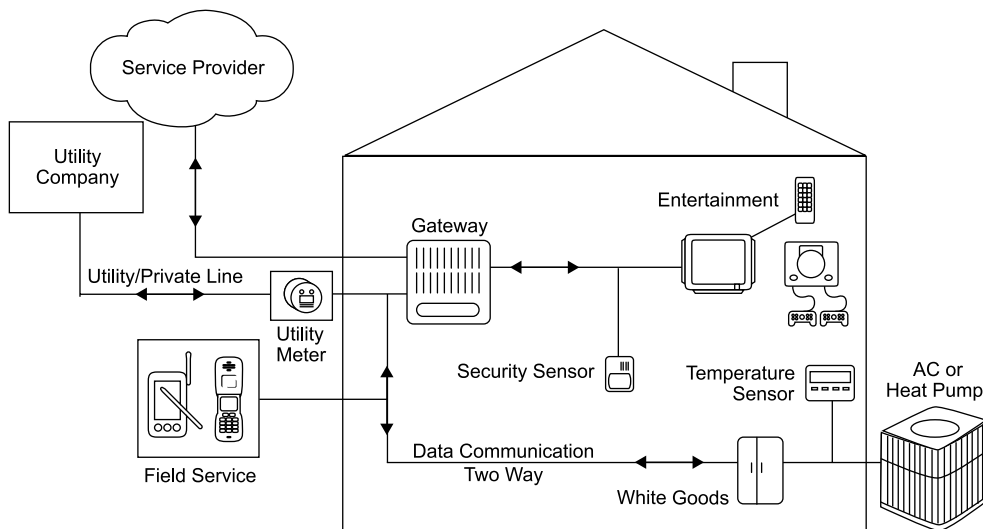 Service Provider
Utility
Company
Entertainment
Gateway
Utility/Private Line
Utility
Meter
Security Sensor
Temperature
Sensor
AC or
Heat Pump
Field Service
Data Communication
Two Way
White Goods